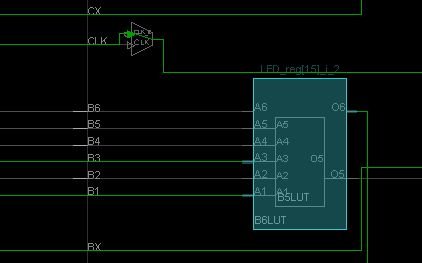 CX
CLK
CLK
LED_reg[15]_i_2
B6
B5
B4
B3
B2
B1
A6
A5
A4
A3
A2
A1
A5
A4
A3
A2
A1
O6
O5
O5
B5LUT
B6LUT
BX